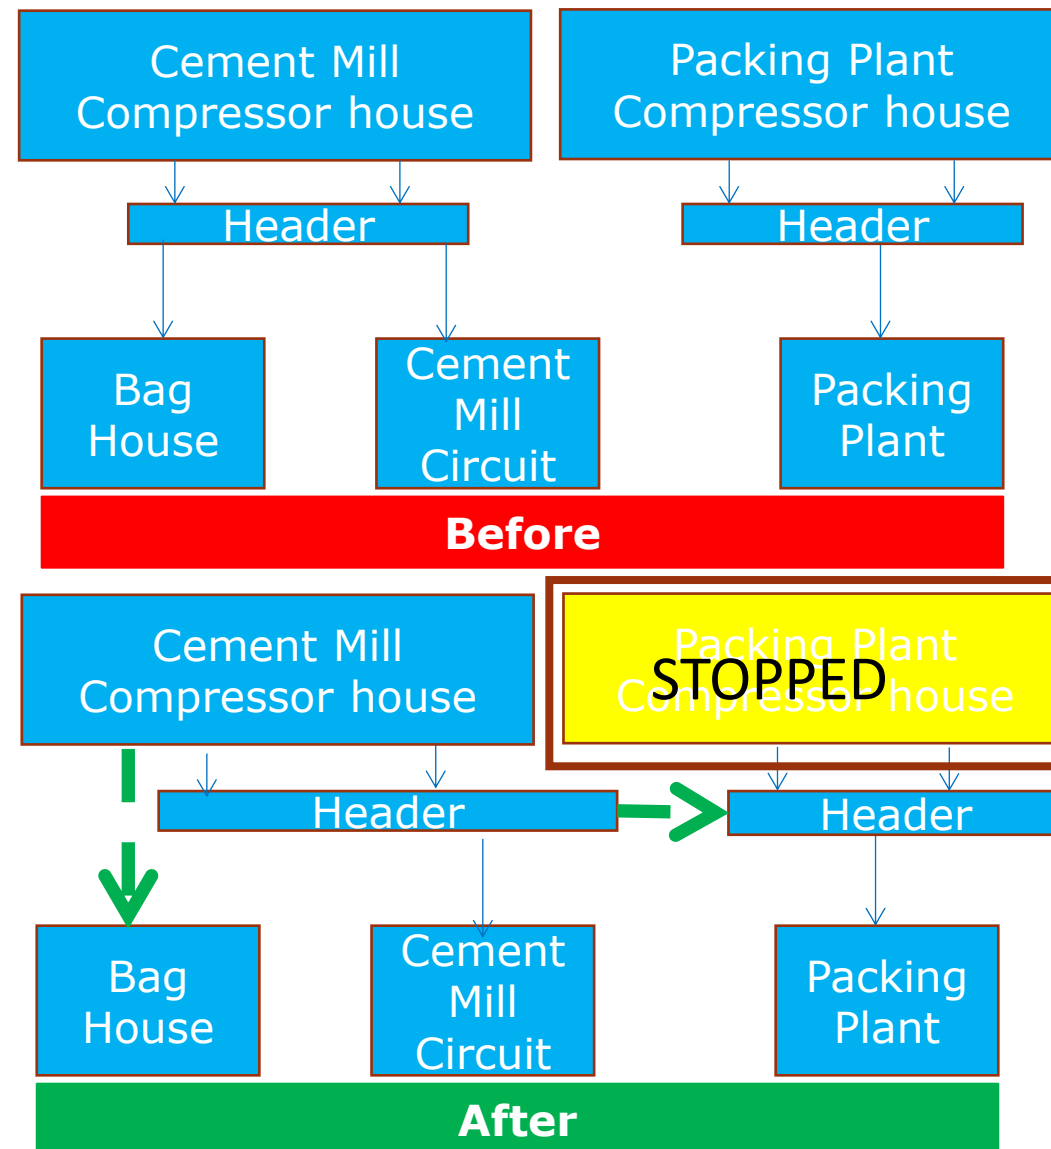 Cement Mill
Compressor house
Packing Plant
Compressor house
Header
Header
Bag
House
Cement
Mill
Circuit
Packing
Plant
Before
Cement Mill
Compressor house
Packing Plant
Compressor house
STOPPED
Header
Header
Bag
House
Cement
Mill
Circuit
Packing
Plant
After